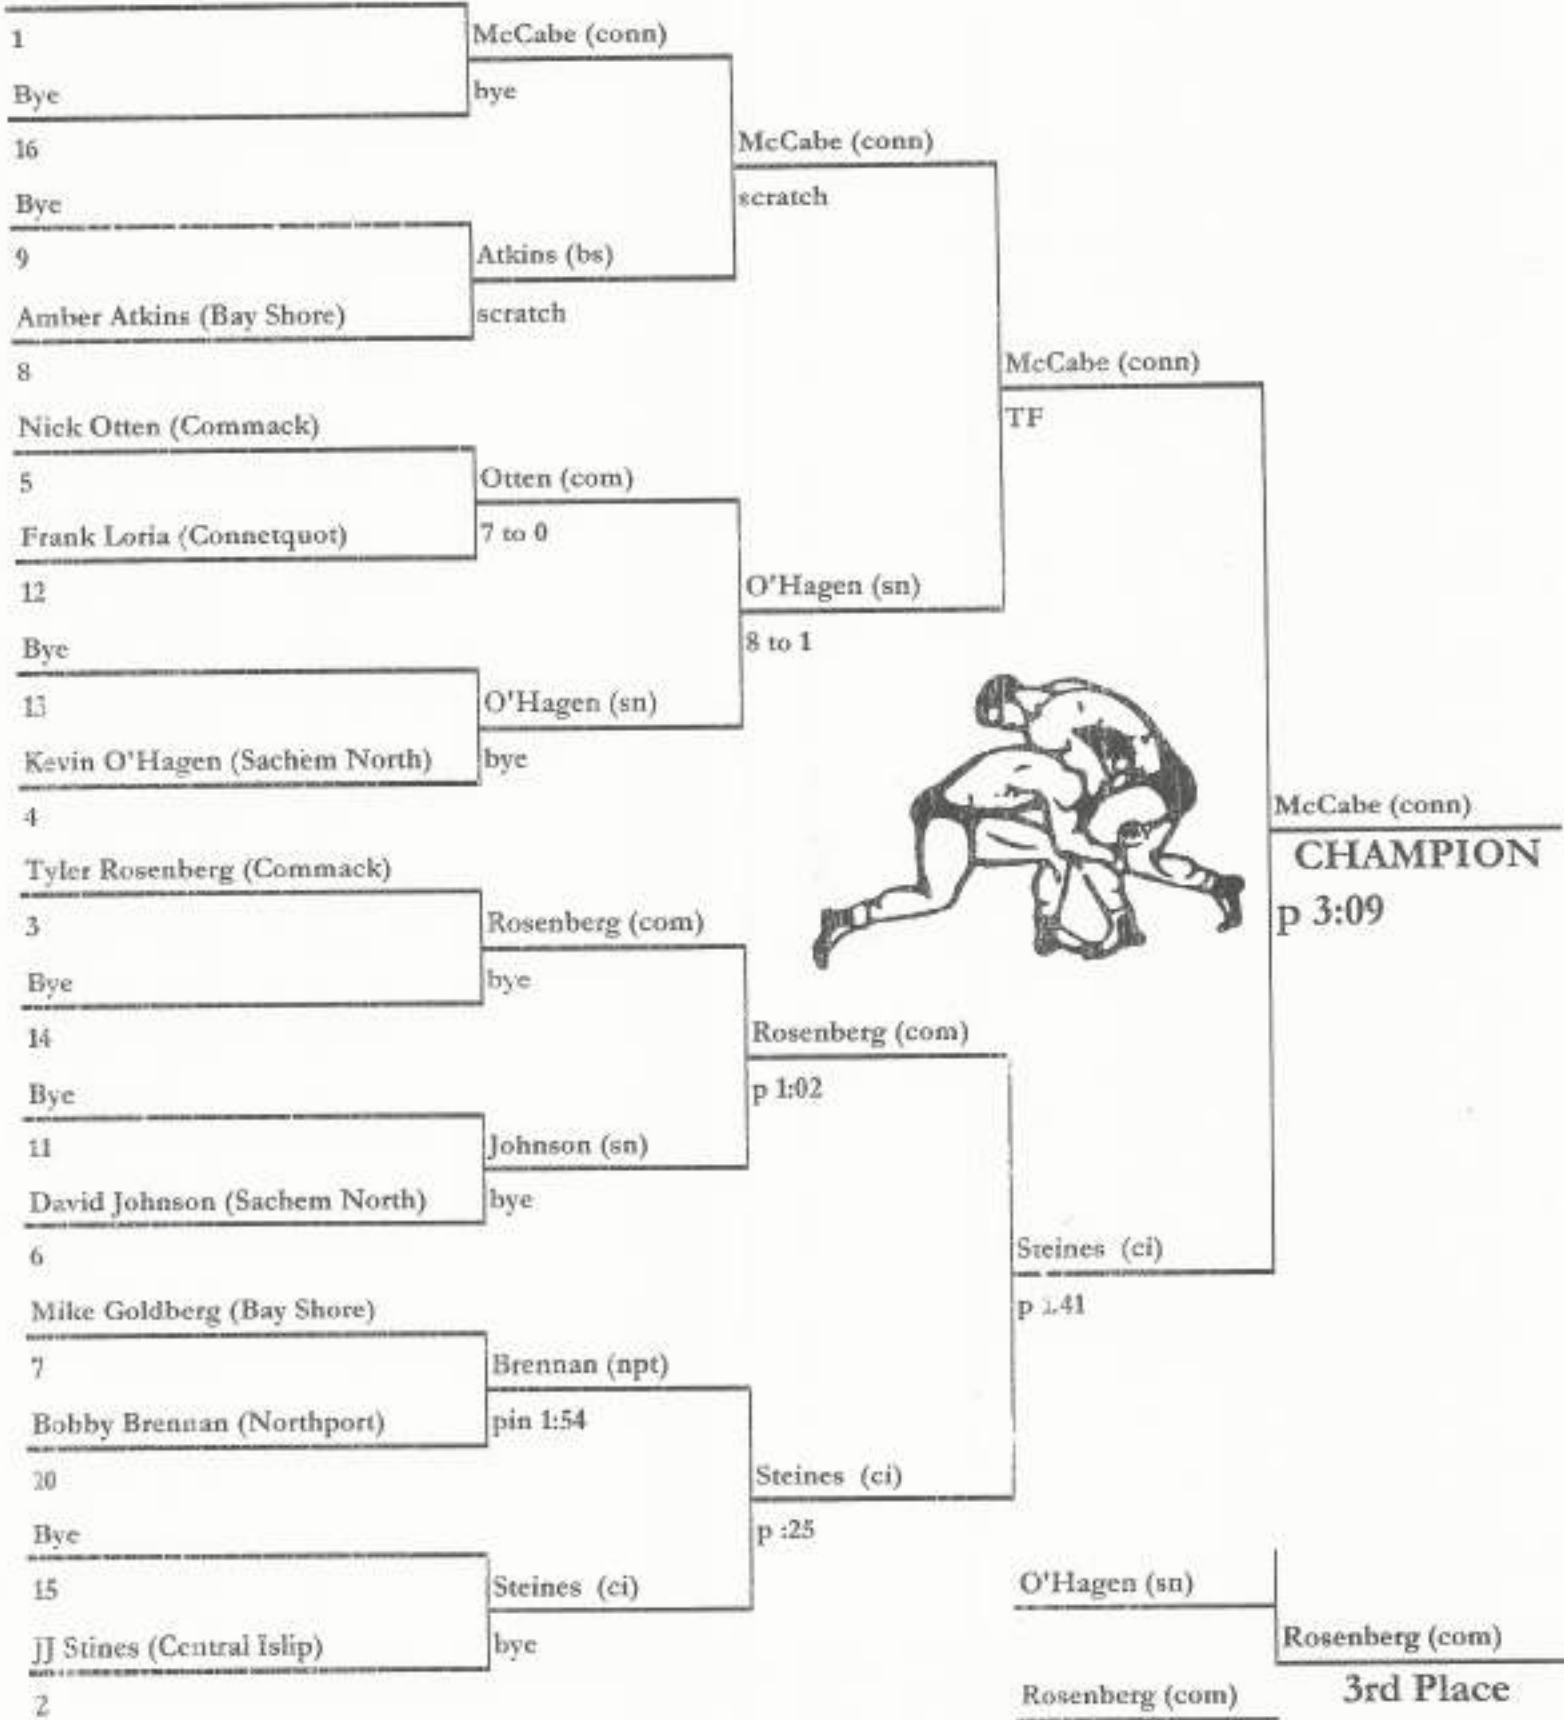 1
McCabe (conn)
Bye
bye
16
McCabe (conn)
Bye
scratch
9
Atkins (bs)
Amber Atkins (Bay Shore)
scratch
8
McCabe (conn)
TF
Nick Otten (Commack)
5
Otten (com)
Frank Loria (Connetquot)
7 to 0
12
O'Hagen (sn)
Bye
8 to 1
13
O'Hagen (sn)
Kevin O'Hagen (Sachem North)
bye
4
McCabe (conn)
CHAMPION
p 3:09
Tyler Rosenberg (Commack)
3
Rosenberg (com)
Bye
bye
14
Rosenberg (com)
Bye
p 1:02
11
Johnson (sn)
David Johnson (Sachem North)
bye
6
Steines (ci)
p 1.41
Mike Goldberg (Bay Shore)
7
Brennan (npt)
Bobby Brennan (Northport)
pin 1:54
Steines (ci)
Bye
p :25
15
Steines (ci)
JJ Stines (Central Islip)
bye
2
O'Hagen (sn)
Rosenberg (com)
3rd Place
Rosenberg (com)